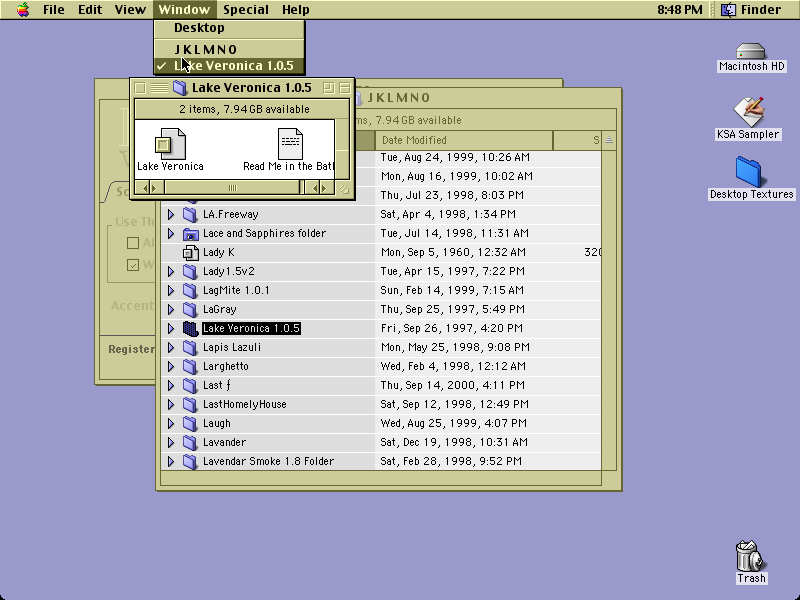 File Edit View Window Special Help 8:48 PM Finder
Desktop
JKLMNO
Lake Veronica 1.0.5
Lake Veronica 1.0.5
2 items, 7.94 GB available
Lake Veronica
Read Me in the Bat
JKLMNO
ms, 7.94 GB available
Date Modified S
Tue, Aug 24, 1999, 10:26 AM
Mon, Aug 16, 1999, 10:02 AM
Thu, Jul 23, 1998, 8:03 PM
LA.Freeway Sat, Apr 4, 1998, 1:34 PM
Lace and Sapphires folder Tue, Jul 14, 1998, 11:31 AM
Lady K Mon, Sep 5, 1960, 12:32 AM 320
Lady1.5v2 Tue, Apr 15, 1997, 7:22 PM
LagMite 1.0.1 Sun, Feb 14, 1999, 7:15 AM
LaGray Thu, Sep 25, 1997, 5:49 PM
Lake Veronica 1.0.5 Fri, Sep 26, 1997, 4:20 PM
Lapis Lazuli Mon, May 25, 1998, 9:08 PM
Larghetto Wed, Feb 4, 1998, 12:12 AM
Last ƒ Thu, Sep 14, 2000, 4:11 PM
LastHomelyHouse Sat, Sep 12, 1998, 12:49 PM
Laugh Wed, Aug 25, 1999, 4:07 PM
Lavander Sat, Dec 19, 1998, 10:31 AM
Lavendar Smoke 1.8 Folder Sat, Feb 28, 1998, 9:52 PM
Sc
Use Th
Al
W
Accent
Register
Macintosh HD
KSA Sampler
Desktop Textures
Trash